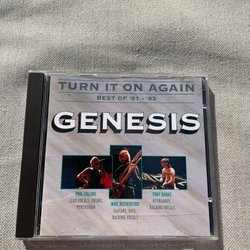 TURN IT ON AGAIN
BEST OF '81 - '83
GENESIS
PHIL COLLINS
LEAD VOCALS, DRUMS,
PERCUSSION
MIKE RUTHERFORD
GUITARS, BASS,
BACKING VOCALS
TONY BANKS
KEYBOARDS,
BACKING VOCALS